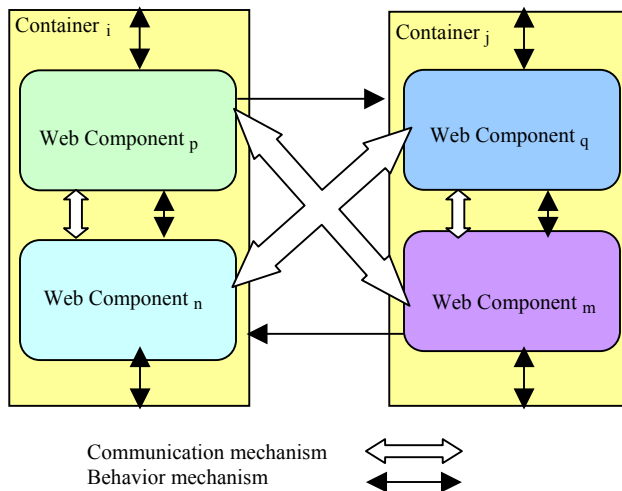 Container i
Container j
Web Component p
Web Component q
Web Component n
Web Component m
Communication mechanism
Behavior mechanism